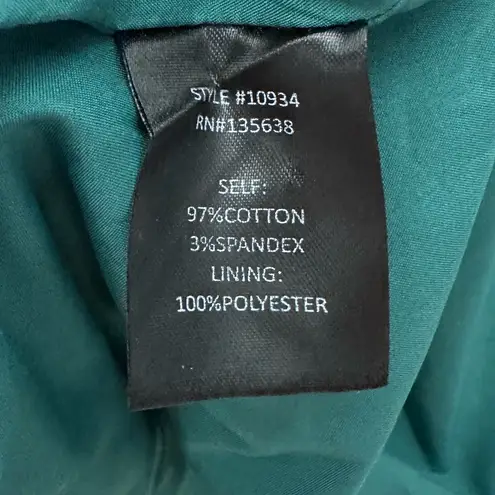 STYLE #10934
RN#135638
SELF:
97%COTTON
3%SPANDEX
LINING:
100%POLYESTER